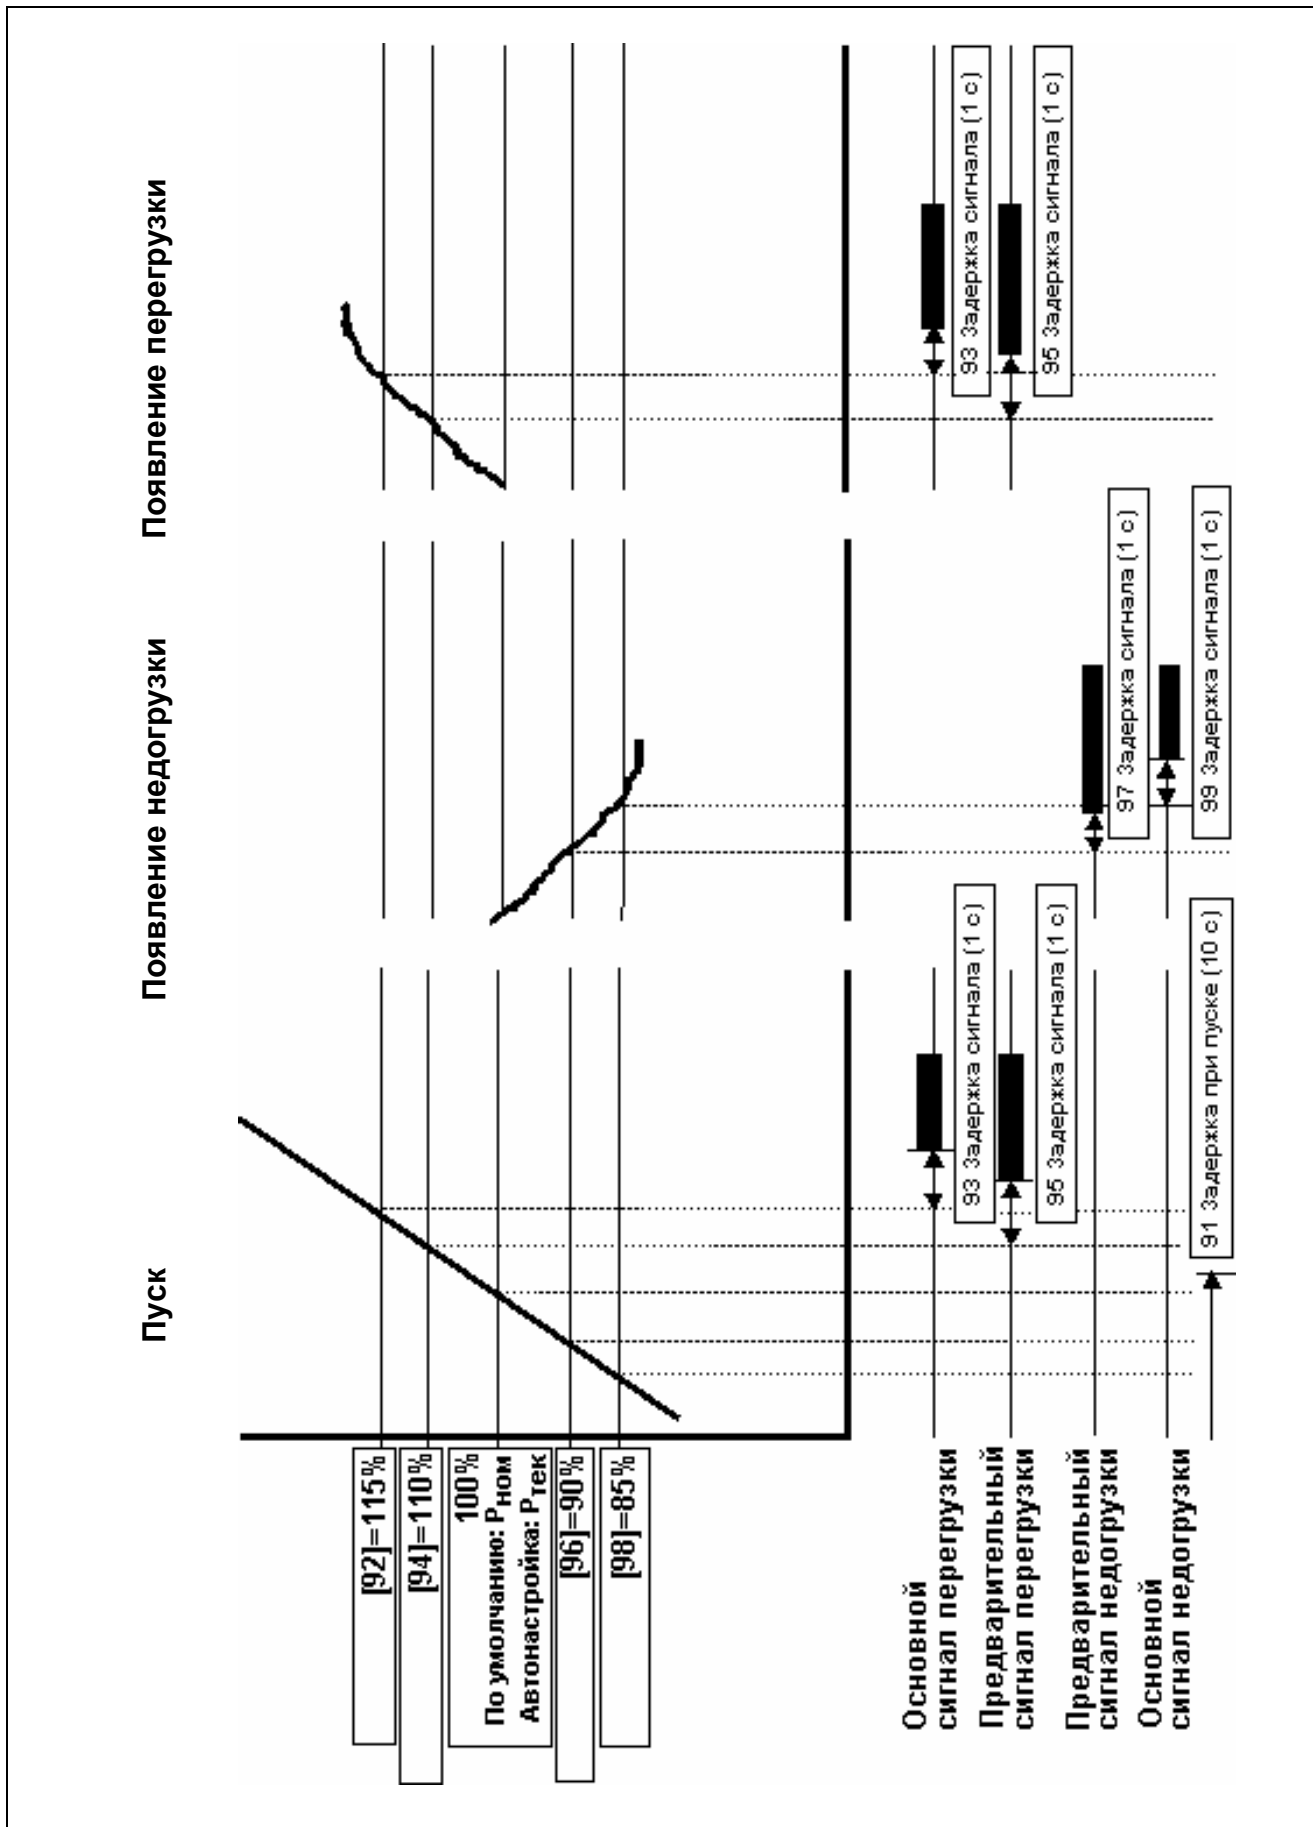 Пуск
Появление недогрузки
Появление перегрузки
[92]=115%
[94]=110%
100%
По умолчанию: Рном
Автонастройка: Ртек
[96]=90%
[98]=85%
Основной
сигнал перегрузки
93 Задержка сигнала (1 с)
93 Задержка сигнала (1 с)
Предварительный
сигнал перегрузки
95 Задержка сигнала (1 с)
95 Задержка сигнала (1 с)
Предварительный
сигнал недогрузки
97 Задержка сигнала (1 с)
Основной
сигнал недогрузки
99 Задержка сигнала (1 с)
91 Задержка при пуске (10 с)